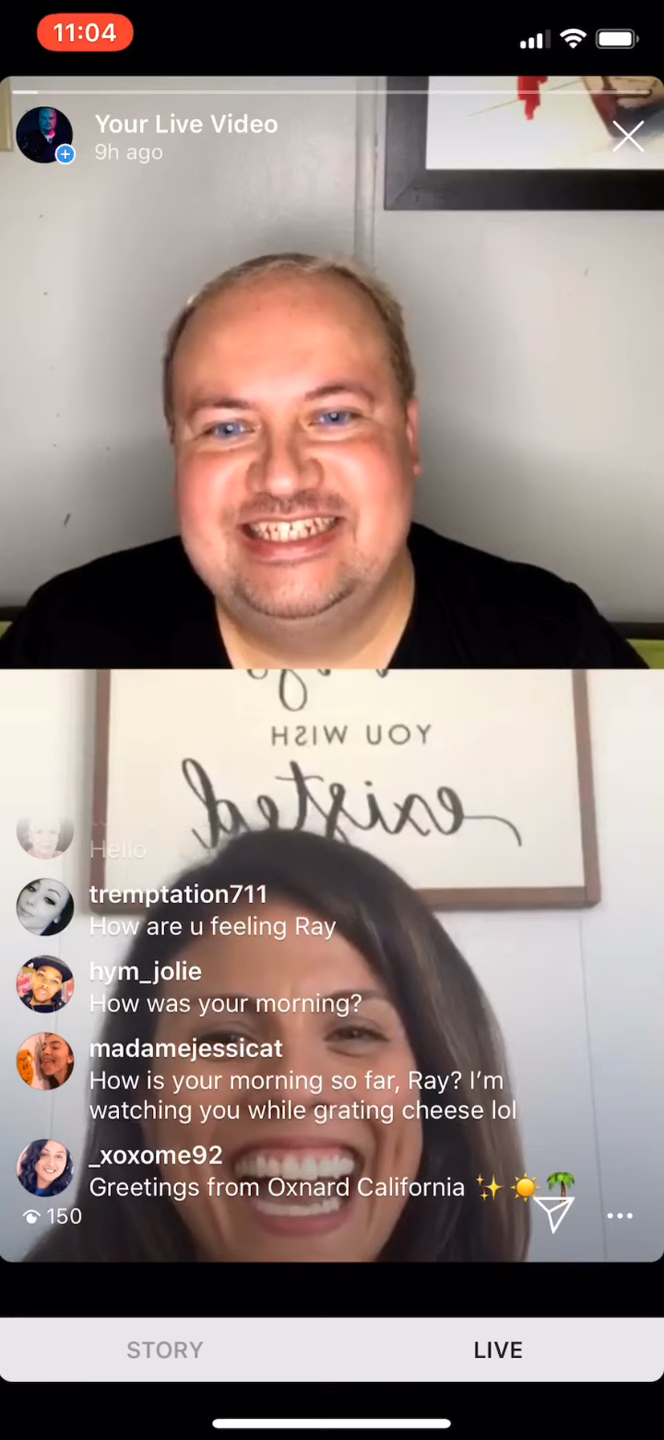 11:04
Your Live Video
9h ago
YOU WISH
existed
Hello
tremptation711
How are u feeling Ray
hym_jolie
How was your morning?
madamejessicat
How is your morning so far, Ray? I’m
watching you while grating cheese lol
_xoxome92
Greetings from Oxnard California ✨☀️🌴
150
STORY
LIVE